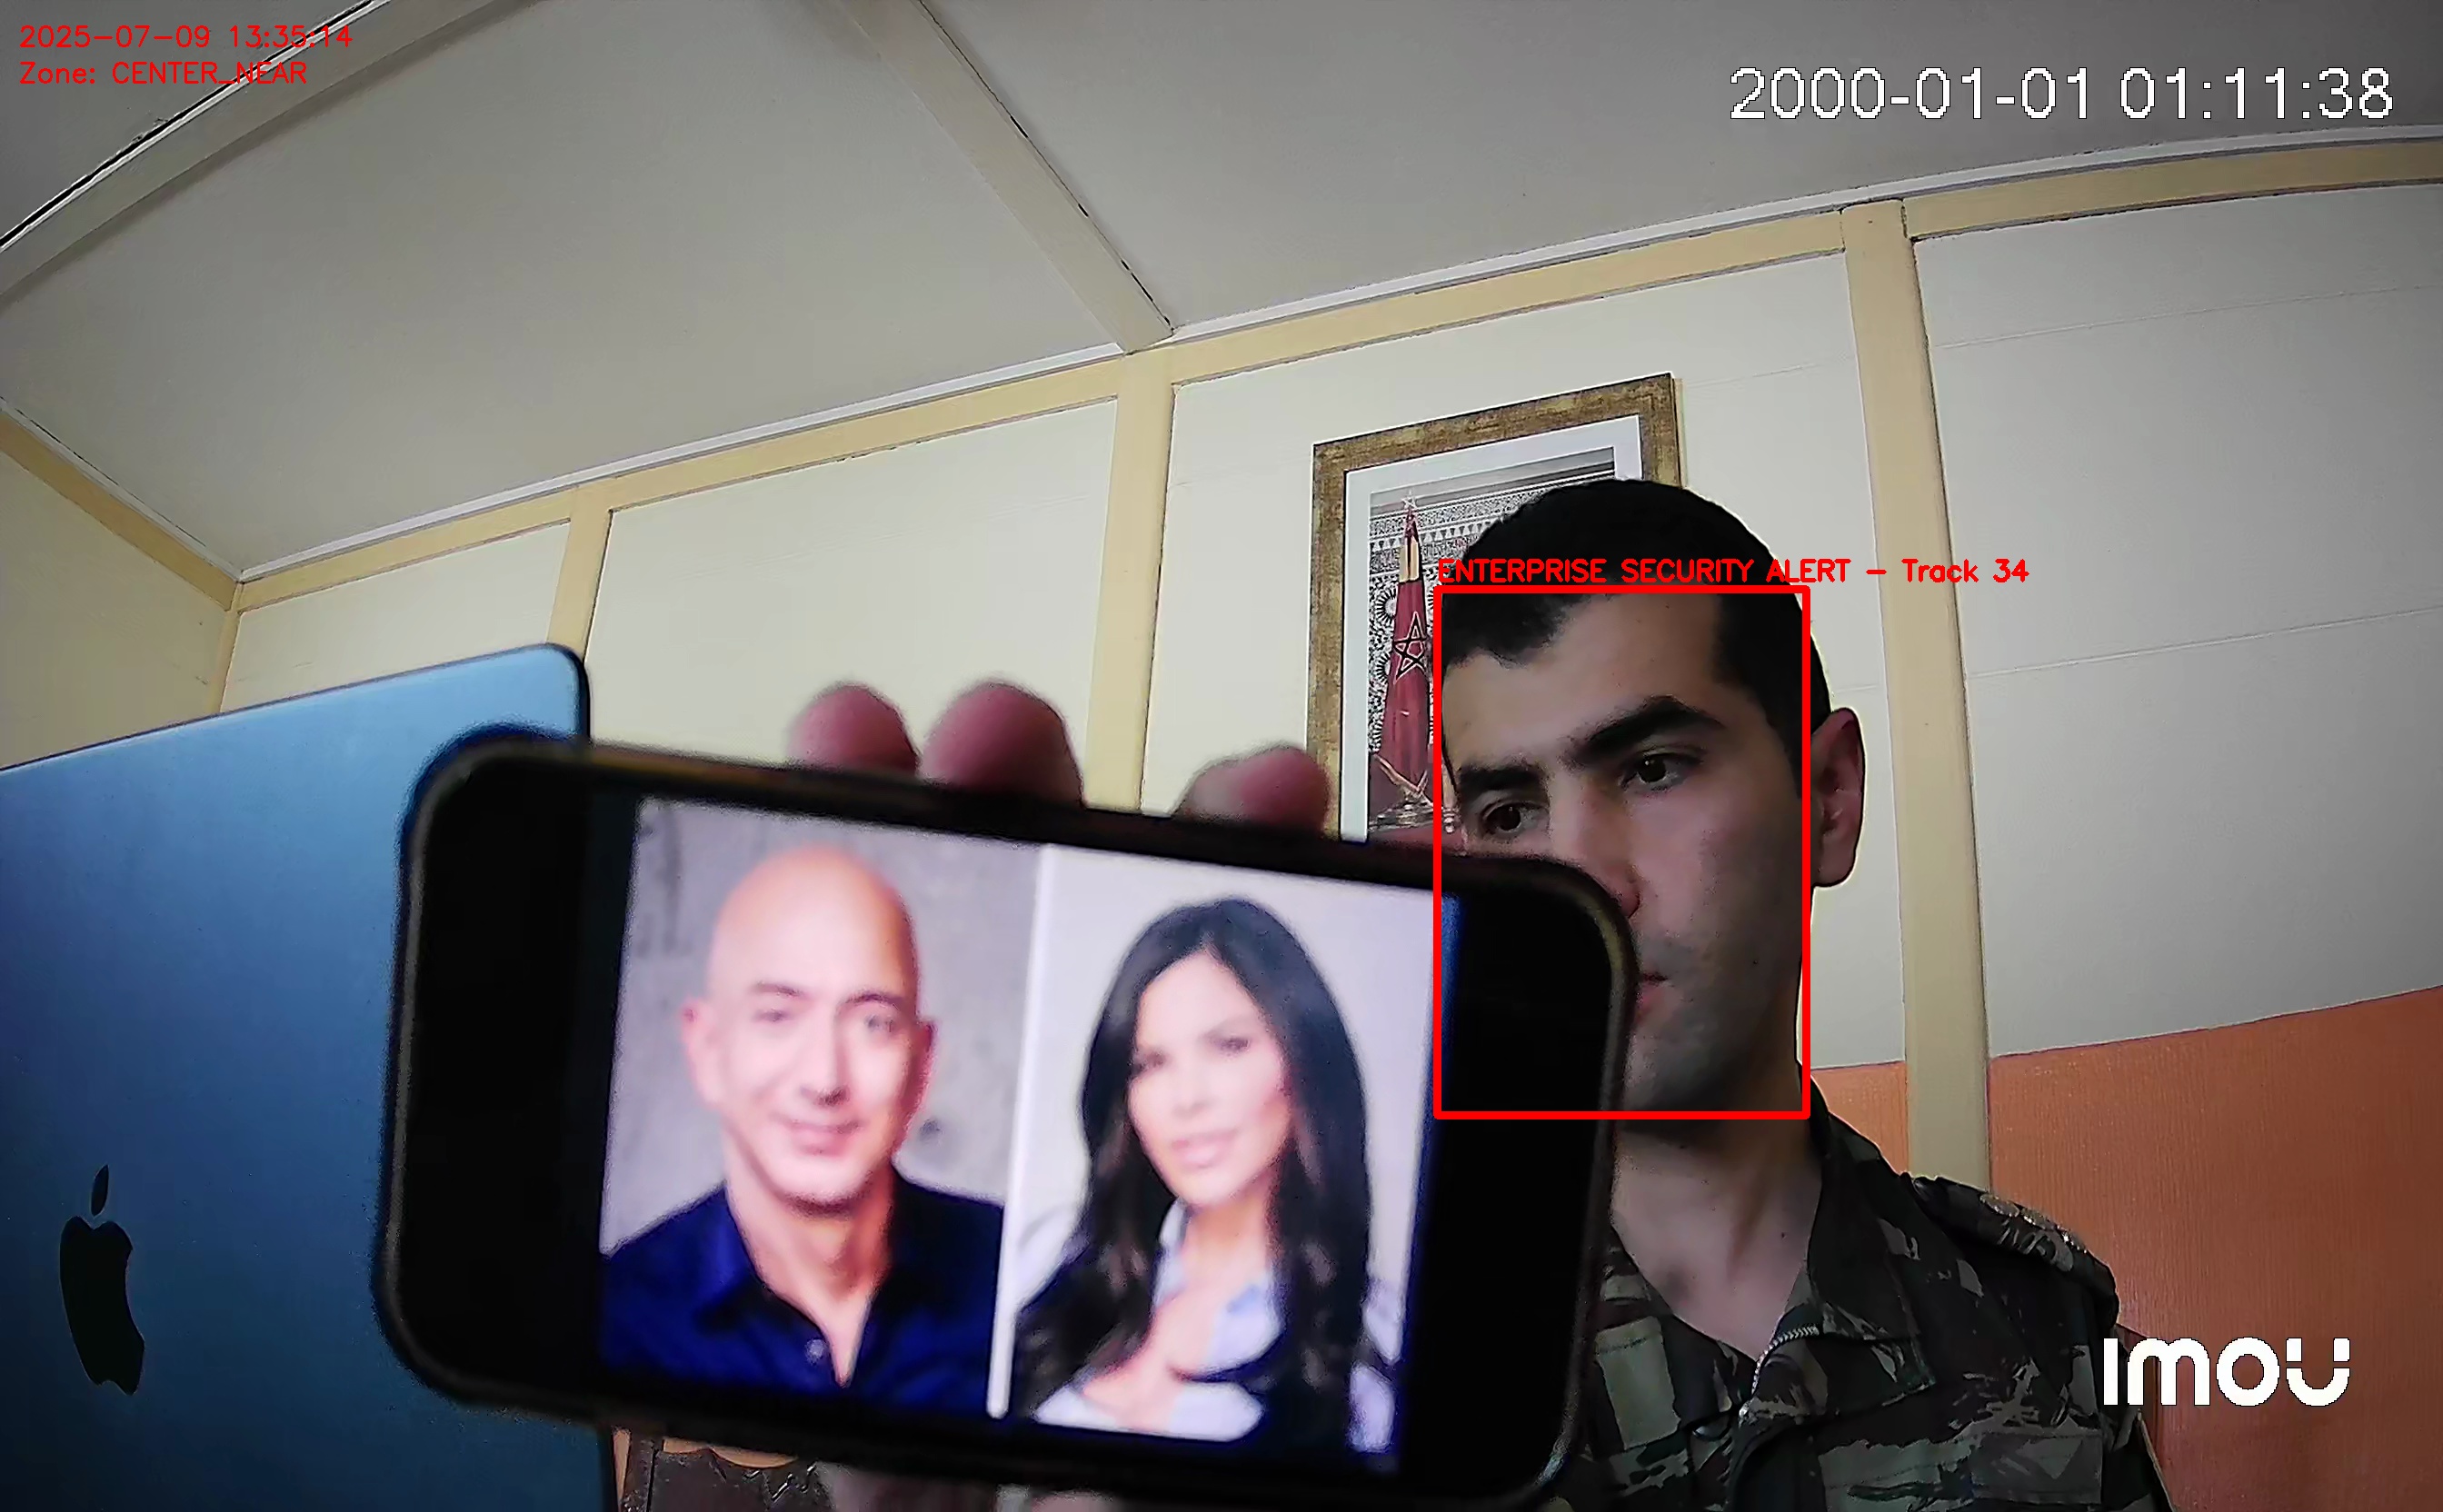 2025-07-09 13:35:14
Zone: CENTER_NEAR
2000-01-01 01:11:38
ENTERPRISE SECURITY ALERT - Track 34
imou